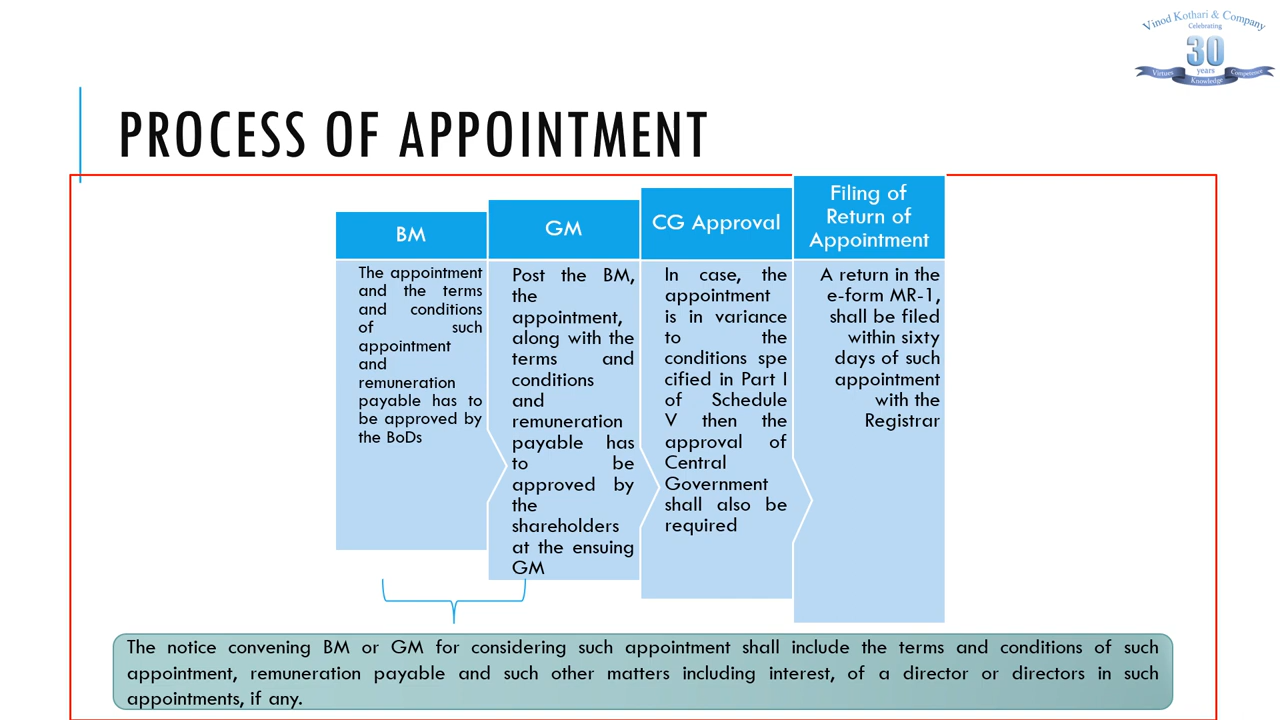 Vinod Kothari & Company
Celebrating
30
years
Virtues
Knowledge
Competence
PROCESS OF APPOINTMENT
BM
The appointment
and the terms
and conditions
of such
appointment
and
remuneration
payable has to
be approved by
the BoDs
GM
Post the BM,
the
appointment,
along with the
terms and
conditions
and
remuneration
payable has
to be
approved by
the
shareholders
at the ensuing
GM
CG Approval
In case, the
appointment
is in variance
to the
conditions spe
cified in Part I
of Schedule
V then the
approval of
Central
Government
shall also be
required
Filing of
Return of
Appointment
A return in the
e-form MR-1,
shall be filed
within sixty
days of such
appointment
with the
Registrar
The notice convening BM or GM for considering such appointment shall include the terms and conditions of such
appointment, remuneration payable and such other matters including interest, of a director or directors in such
appointments, if any.